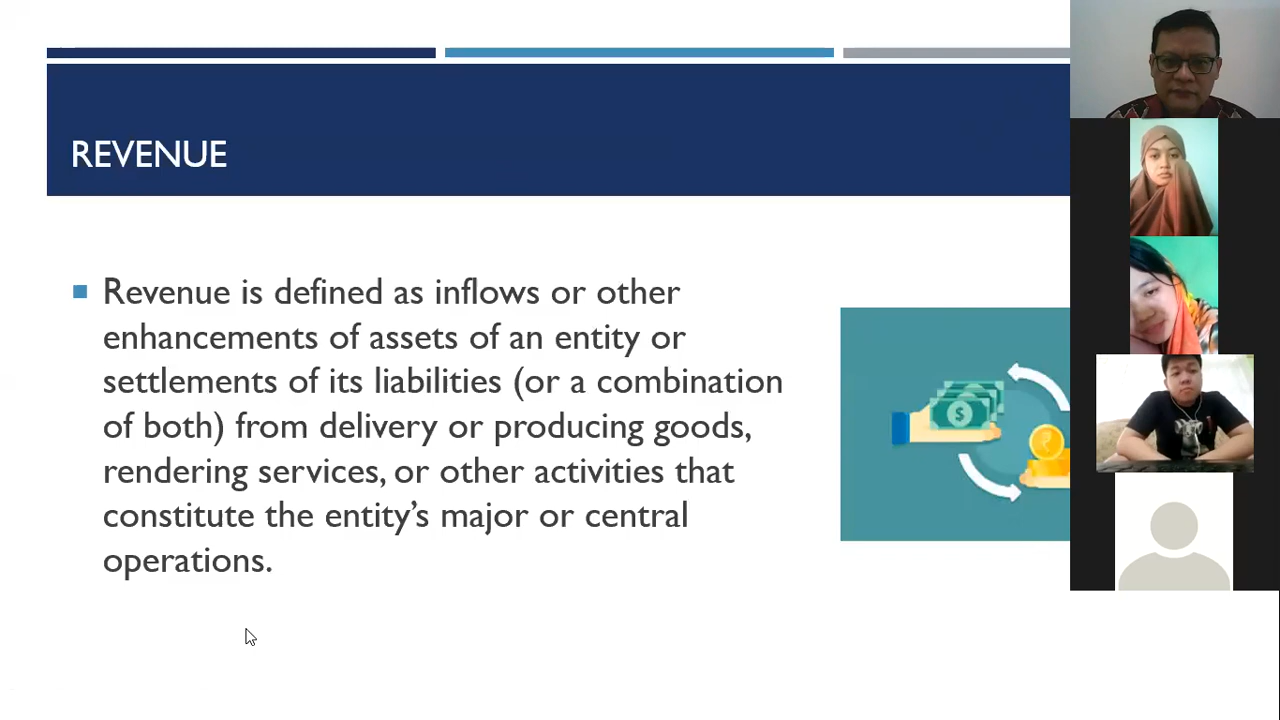 REVENUE
Revenue is defined as inflows or other
enhancements of assets of an entity or
settlements of its liabilities (or a combination
of both) from delivery or producing goods,
rendering services, or other activities that
constitute the entity’s major or central
operations.
$
₹